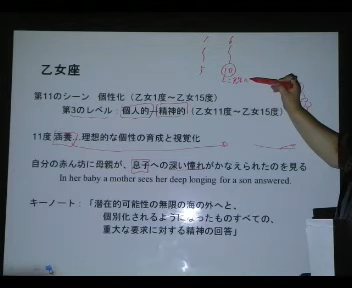 乙女座
第11のシーン 個性化(乙女1度~乙女15度)
第3のレベル:個人的-精神的(乙女11度~乙女15度)
11度 涵養/理想的な個性の育成と視覚化
自分の赤ん坊に母親が、息子への深い憧れがかなえられたのを見る
In her baby a mother sees her deep longing for a son answered.
キーノート:「潜在的可能性の無限の海の外へと、
個別化されるようになったものすべての、
重大な要求に対する精神の回答」